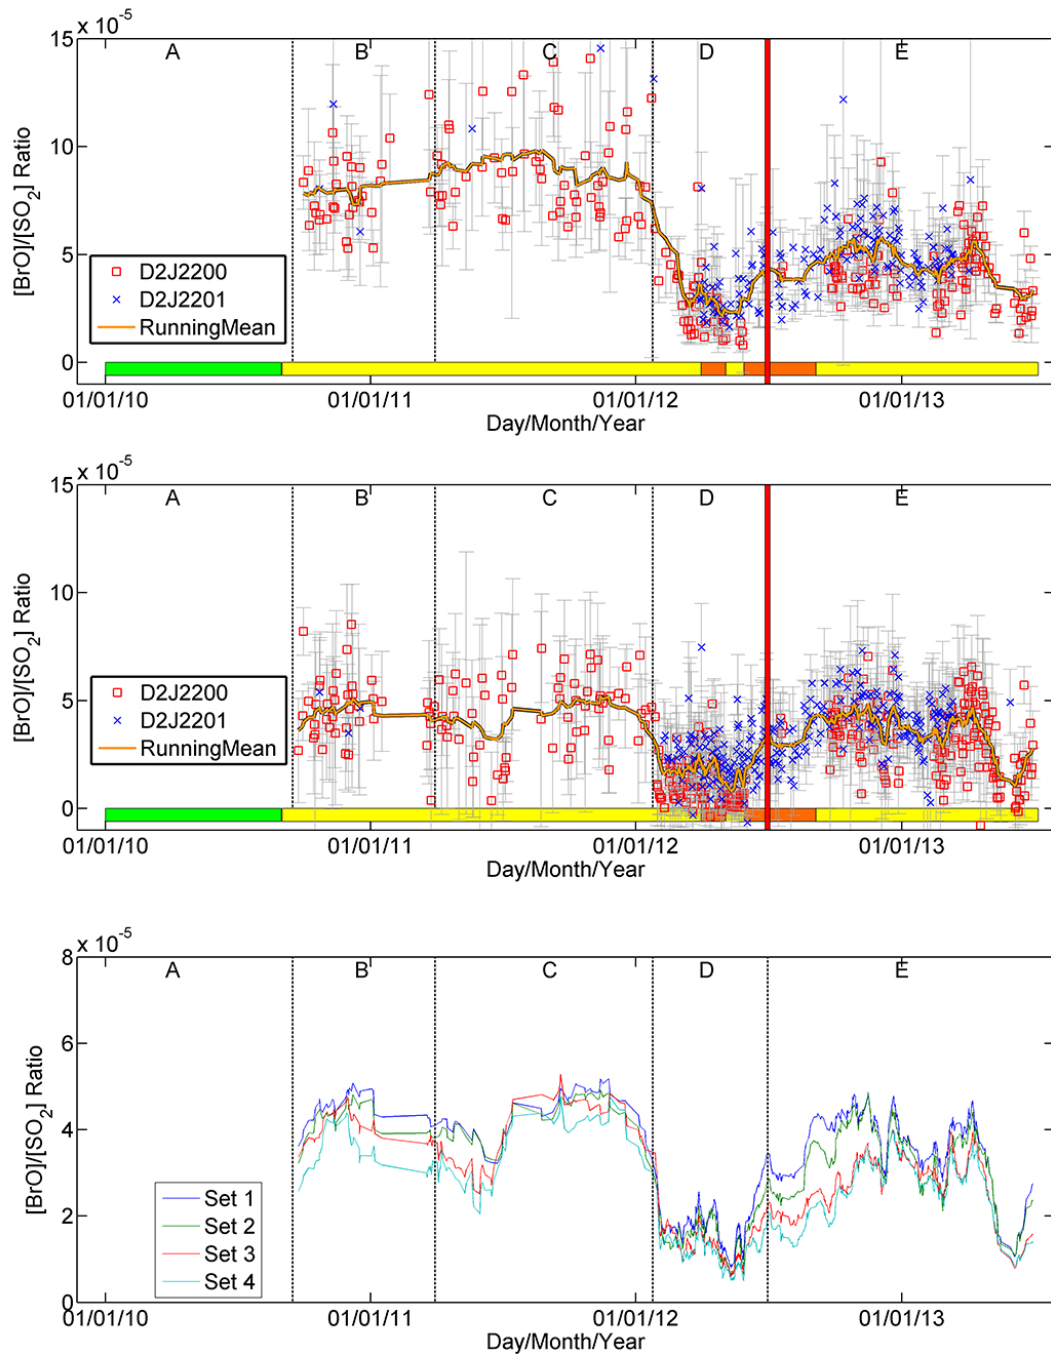 x 10⁻⁵
15
A B C D E
10
5
0
[BrO]/[SO₂] Ratio
D2J2200
D2J2201
RunningMean
01/01/10 01/01/11 01/01/12 01/01/13
Day/Month/Year
x 10⁻⁵
15
A B C D E
10
5
0
[BrO]/[SO₂] Ratio
D2J2200
D2J2201
RunningMean
01/01/10 01/01/11 01/01/12 01/01/13
Day/Month/Year
x 10⁻⁵
8
A B C D E
6
4
2
0
[BrO]/[SO₂] Ratio
Set 1
Set 2
Set 3
Set 4
01/01/10 01/01/11 01/01/12 01/01/13
Day/Month/Year